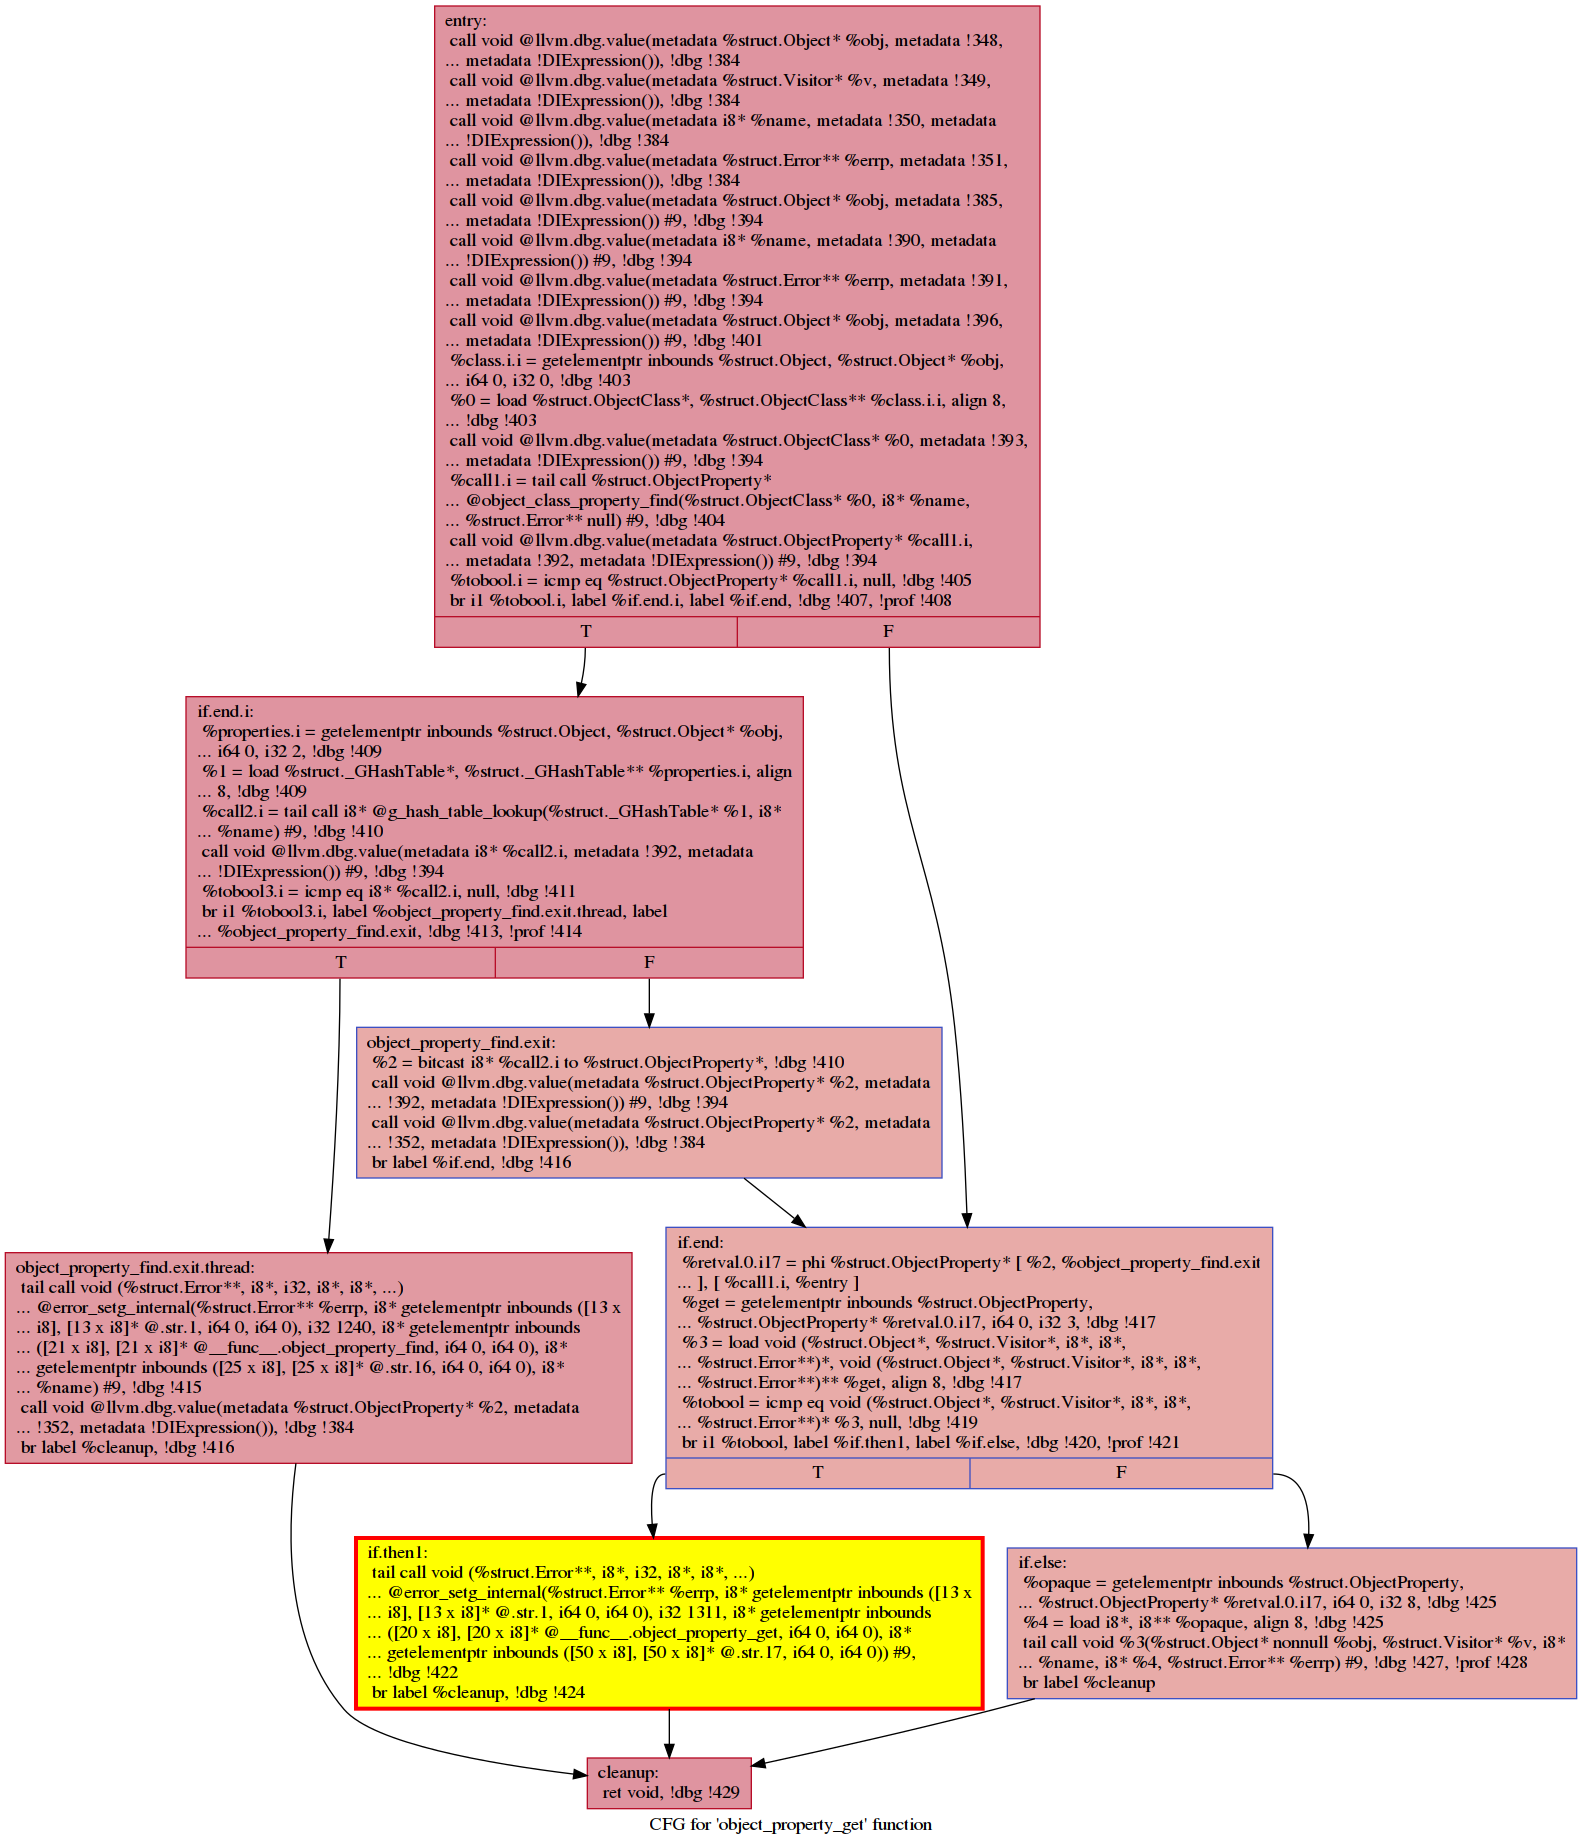 entry:
call void @llvm.dbg.value(metadata %struct.Object* %obj, metadata !348,
... metadata !DIExpression()), !dbg !384
call void @llvm.dbg.value(metadata %struct.Visitor* %v, metadata !349,
... metadata !DIExpression()), !dbg !384
call void @llvm.dbg.value(metadata i8* %name, metadata !350, metadata
... !DIExpression()), !dbg !384
call void @llvm.dbg.value(metadata %struct.Error** %errp, metadata !351,
... metadata !DIExpression()), !dbg !384
call void @llvm.dbg.value(metadata %struct.Object* %obj, metadata !385,
... metadata !DIExpression()) #9, !dbg !394
call void @llvm.dbg.value(metadata i8* %name, metadata !390, metadata
... !DIExpression()) #9, !dbg !394
call void @llvm.dbg.value(metadata %struct.Error** %errp, metadata !391,
... metadata !DIExpression()) #9, !dbg !394
call void @llvm.dbg.value(metadata %struct.Object* %obj, metadata !396,
... metadata !DIExpression()) #9, !dbg !401
%class.i.i = getelementptr inbounds %struct.Object, %struct.Object* %obj,
... i64 0, i32 0, !dbg !403
%0 = load %struct.ObjectClass*, %struct.ObjectClass** %class.i.i, align 8,
... !dbg !403
call void @llvm.dbg.value(metadata %struct.ObjectClass* %0, metadata !393,
... metadata !DIExpression()) #9, !dbg !394
%call1.i = tail call %struct.ObjectProperty*
... @object_class_property_find(%struct.ObjectClass* %0, i8* %name,
... %struct.Error** null) #9, !dbg !404
call void @llvm.dbg.value(metadata %struct.ObjectProperty* %call1.i,
... metadata !392, metadata !DIExpression()) #9, !dbg !394
%tobool.i = icmp eq %struct.ObjectProperty* %call1.i, null, !dbg !405
br i1 %tobool.i, label %if.end.i, label %if.end, !dbg !407, !prof !408
T F
if.end.i:
%properties.i = getelementptr inbounds %struct.Object, %struct.Object* %obj,
... i64 0, i32 2, !dbg !409
%1 = load %struct._GHashTable*, %struct._GHashTable** %properties.i, align
... 8, !dbg !409
%call2.i = tail call i8* @g_hash_table_lookup(%struct._GHashTable* %1, i8*
... %name) #9, !dbg !410
call void @llvm.dbg.value(metadata i8* %call2.i, metadata !392, metadata
... !DIExpression()) #9, !dbg !394
%tobool3.i = icmp eq i8* %call2.i, null, !dbg !411
br i1 %tobool3.i, label %object_property_find.exit.thread, label
... %object_property_find.exit, !dbg !413, !prof !414
T F
object_property_find.exit:
%2 = bitcast i8* %call2.i to %struct.ObjectProperty*, !dbg !410
call void @llvm.dbg.value(metadata %struct.ObjectProperty* %2, metadata
... !392, metadata !DIExpression()) #9, !dbg !394
call void @llvm.dbg.value(metadata %struct.ObjectProperty* %2, metadata
... !352, metadata !DIExpression()), !dbg !384
br label %if.end, !dbg !416
object_property_find.exit.thread:
tail call void (%struct.Error**, i8*, i32, i8*, i8*, ...)
... @error_setg_internal(%struct.Error** %errp, i8* getelementptr inbounds ([13 x
... i8], [13 x i8]* @.str.1, i64 0, i64 0), i32 1240, i8* getelementptr inbounds
... ([21 x i8], [21 x i8]* @__func__.object_property_find, i64 0, i64 0), i8*
... getelementptr inbounds ([25 x i8], [25 x i8]* @.str.16, i64 0, i64 0), i8*
... %name) #9, !dbg !415
call void @llvm.dbg.value(metadata %struct.ObjectProperty* %2, metadata
... !352, metadata !DIExpression()), !dbg !384
br label %cleanup, !dbg !416
if.end:
%retval.0.i17 = phi %struct.ObjectProperty* [ %2, %object_property_find.exit
... ], [ %call1.i, %entry ]
%get = getelementptr inbounds %struct.ObjectProperty,
... %struct.ObjectProperty* %retval.0.i17, i64 0, i32 3, !dbg !417
%3 = load void (%struct.Object*, %struct.Visitor*, i8*, i8*,
... %struct.Error**)*, void (%struct.Object*, %struct.Visitor*, i8*, i8*,
... %struct.Error**)** %get, align 8, !dbg !417
%tobool = icmp eq void (%struct.Object*, %struct.Visitor*, i8*, i8*,
... %struct.Error**)* %3, null, !dbg !419
br i1 %tobool, label %if.then1, label %if.else, !dbg !420, !prof !421
T F
if.then1:
tail call void (%struct.Error**, i8*, i32, i8*, i8*, ...)
... @error_setg_internal(%struct.Error** %errp, i8* getelementptr inbounds ([13 x
... i8], [13 x i8]* @.str.1, i64 0, i64 0), i32 1311, i8* getelementptr inbounds
... ([20 x i8], [20 x i8]* @__func__.object_property_get, i64 0, i64 0), i8*
... getelementptr inbounds ([50 x i8], [50 x i8]* @.str.17, i64 0, i64 0)) #9,
... !dbg !422
br label %cleanup, !dbg !424
if.else:
%opaque = getelementptr inbounds %struct.ObjectProperty,
... %struct.ObjectProperty* %retval.0.i17, i64 0, i32 8, !dbg !425
%4 = load i8*, i8** %opaque, align 8, !dbg !425
tail call void %3(%struct.Object* nonnull %obj, %struct.Visitor* %v, i8*
... %name, i8* %4, %struct.Error** %errp) #9, !dbg !427, !prof !428
br label %cleanup
cleanup:
ret void, !dbg !429
CFG for 'object_property_get' function